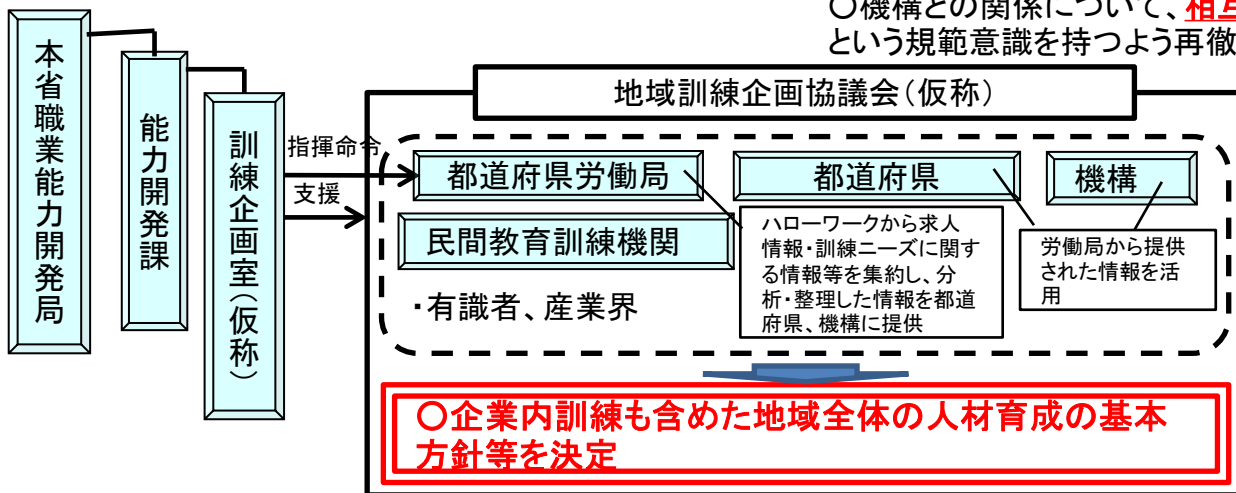 〇機構との関係について、相互
という規範意識を持つよう再徹
本省職業能力開発局
能力開発課
訓練企画室(仮称)
指揮命令
支援
地域訓練企画協議会(仮称)
都道府県労働局
都道府県
機構
民間教育訓練機関
・有識者、産業界
ハローワークから求人
情報・訓練ニーズに関す
る情報等を集約し、分
析・整理した情報を都道
府県、機構に提供
労働局から提供
された情報を活
用
〇企業内訓練も含めた地域全体の人材育成の基本
方針等を決定